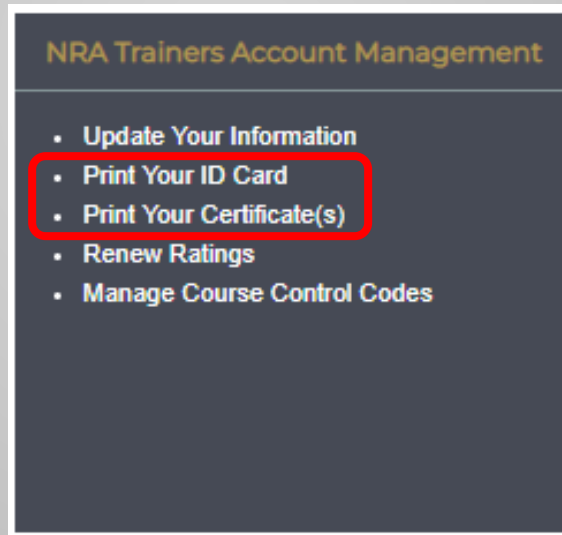 NRA Trainers Account Management
• Update Your Information
• Print Your ID Card
• Print Your Certificate(s)
• Renew Ratings
• Manage Course Control Codes